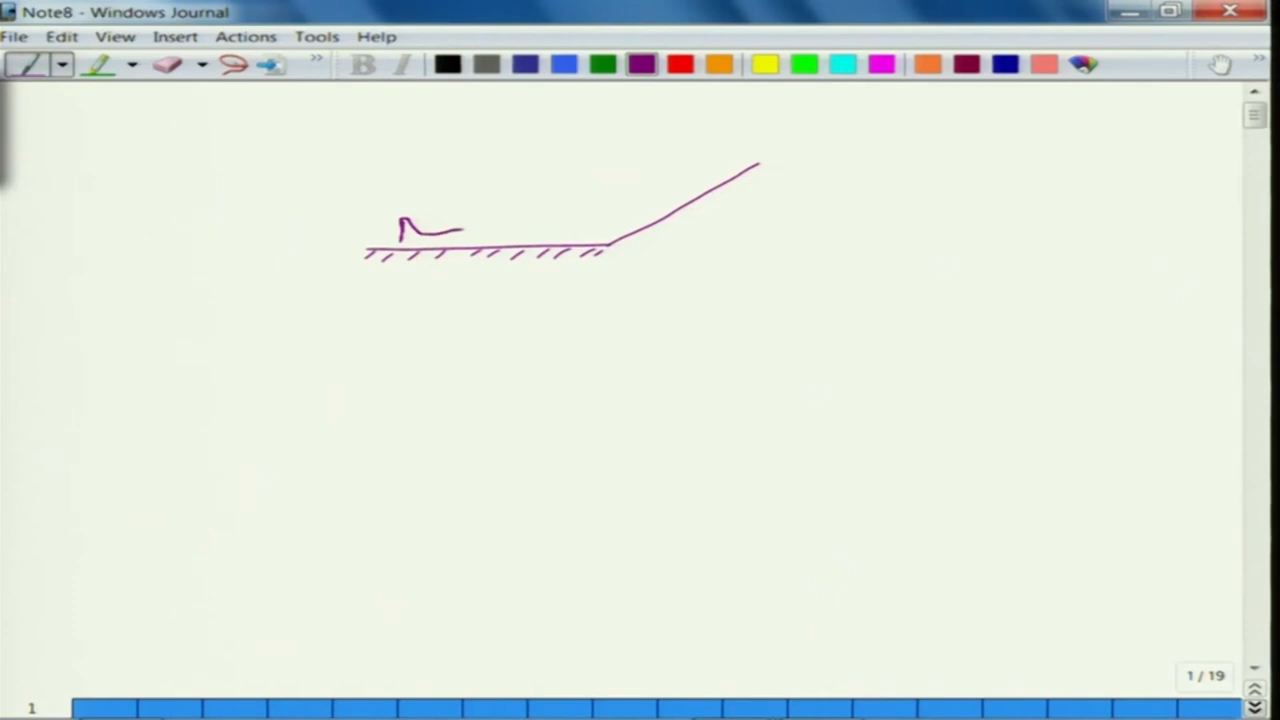 Note8 - Windows Journal
File Edit View Insert Actions Tools Help
B I
1 / 19
1